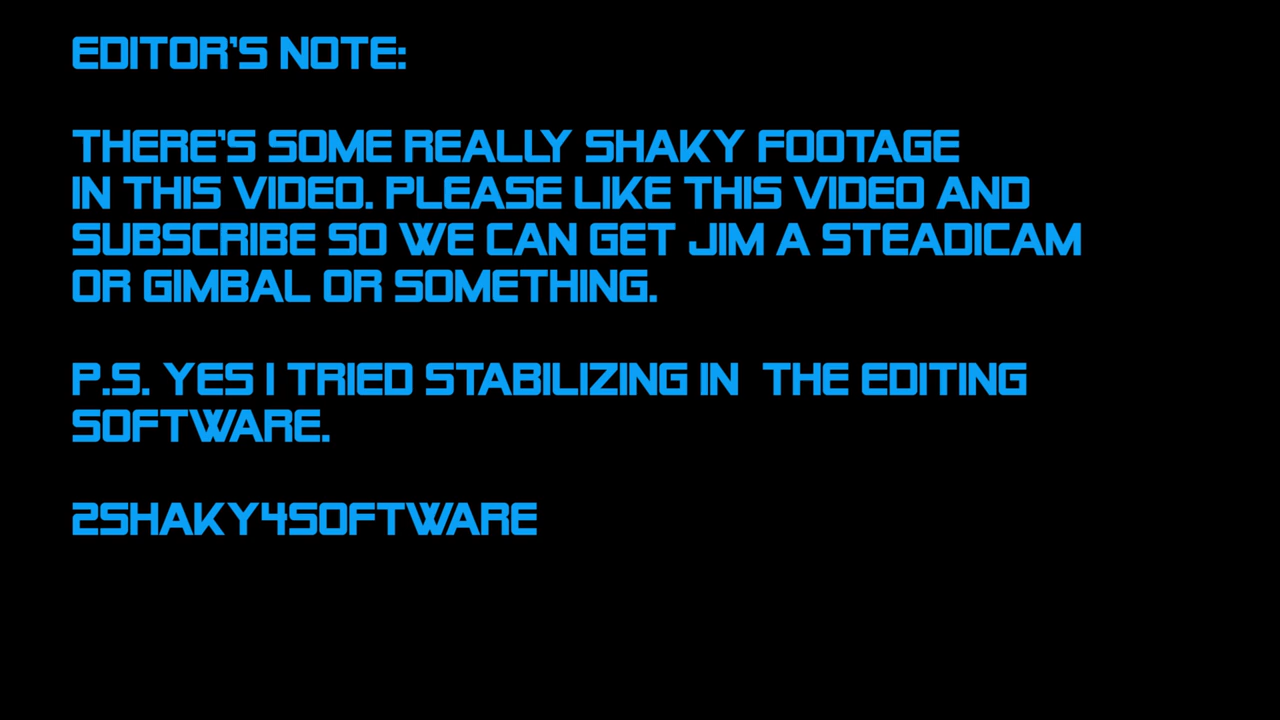 EDITOR'S NOTE:
THERE'S SOME REALLY SHAKY FOOTAGE
IN THIS VIDEO. PLEASE LIKE THIS VIDEO AND
SUBSCRIBE SO WE CAN GET JIM A STEADICAM
OR GIMBAL OR SOMETHING.
P.S. YES I TRIED STABILIZING IN  THE EDITING
SOFTWARE.
2SHAKY4SOFTWARE